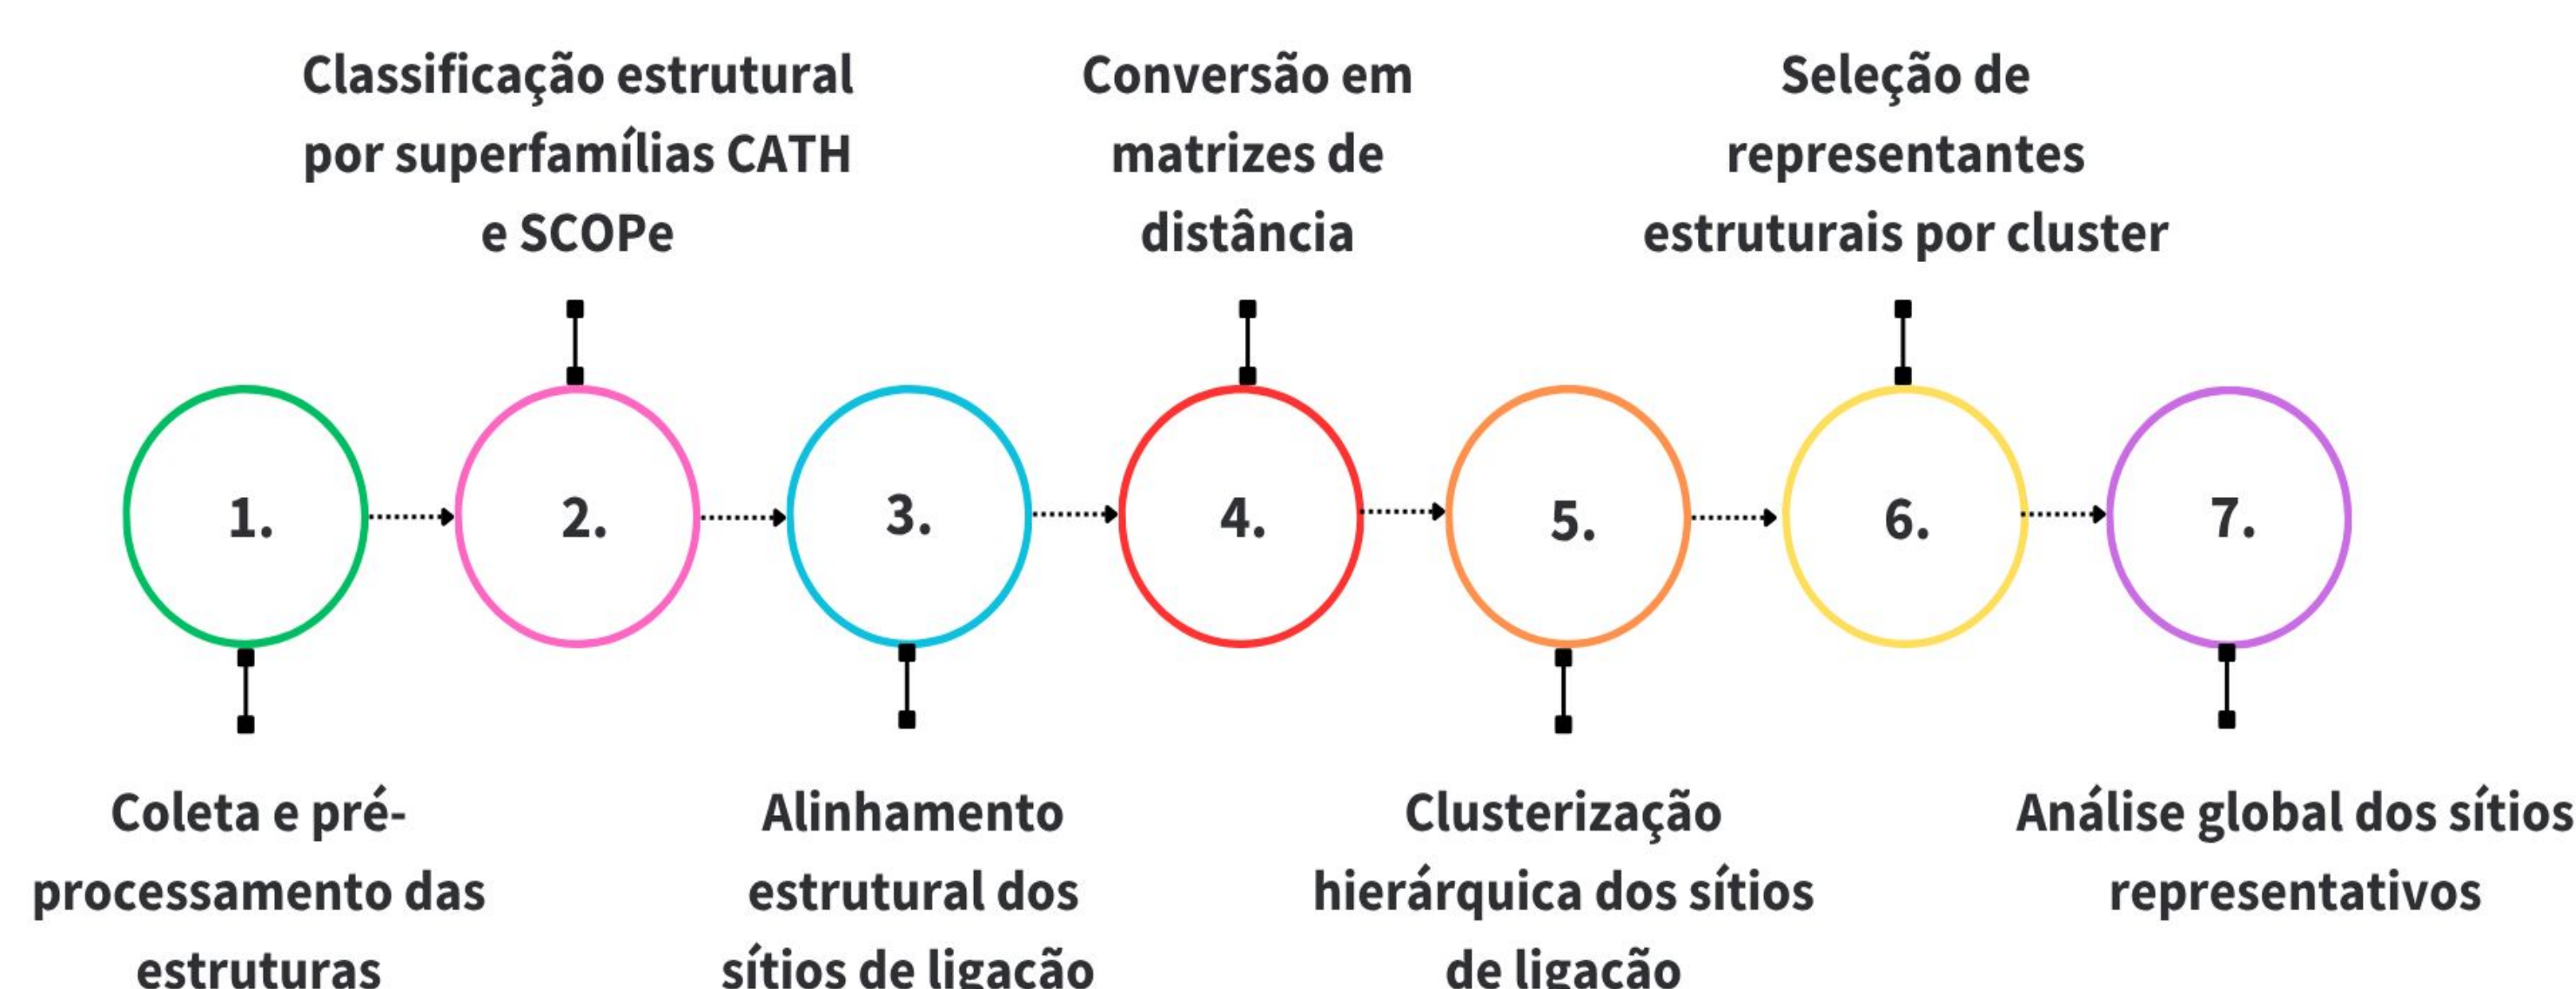 Classificação estrutural
por superfamílias CATH
e SCOPe
Conversão em
matrizes de
distância
Seleção de
representantes
estruturais por cluster
1.
2.
3.
4.
5.
6.
7.
Coleta e pré-
processamento das
estruturas
Alinhamento
estrutural dos
sítios de ligação
Clusterização
hierárquica dos sítios
de ligação
Análise global dos sítios
representativos